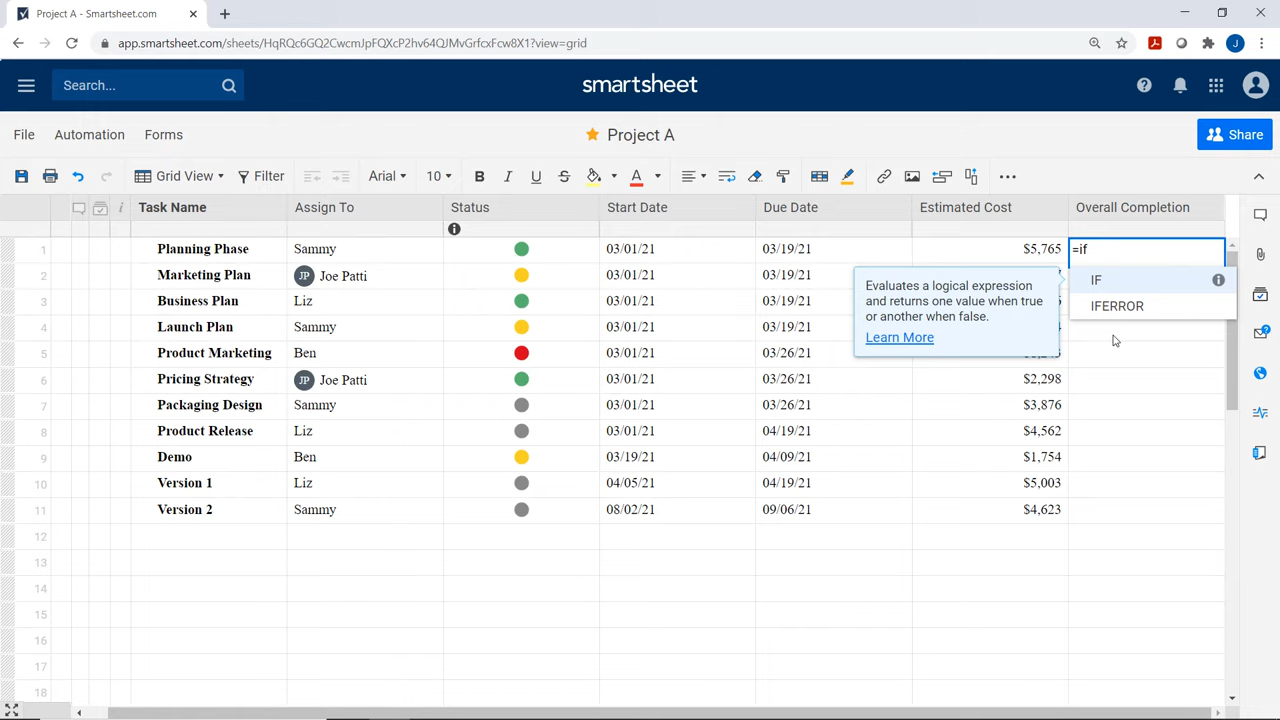 Project A - Smartsheet.com
app.smartsheet.com/sheets/HqRQc6GQ2CwcmJpFQXcP2hv64QJMvGrfcxFcw8X1?view=grid
J
Search...
smartsheet
File Automation Forms
Project A
Share
Grid View Filter Arial 10 B I U S A
Task Name Assign To Status Start Date Due Date Estimated Cost Overall Completion
1 Planning Phase Sammy 03/01/21 03/19/21 $5,765 =if
2 Marketing Plan JP Joe Patti 03/01/21 03/19/21
3 Business Plan Liz 03/01/21 03/19/21
4 Launch Plan Sammy 03/01/21 03/19/21
5 Product Marketing Ben 03/01/21 03/26/21
6 Pricing Strategy JP Joe Patti 03/01/21 03/26/21 $2,298
7 Packaging Design Sammy 03/01/21 03/26/21 $3,876
8 Product Release Liz 03/01/21 04/19/21 $4,562
9 Demo Ben 03/19/21 04/09/21 $1,754
10 Version 1 Liz 04/05/21 04/19/21 $5,003
11 Version 2 Sammy 08/02/21 09/06/21 $4,623
12
13
14
15
16
17
18
Evaluates a logical expression
and returns one value when true
or another when false.
Learn More
IF
IFERROR